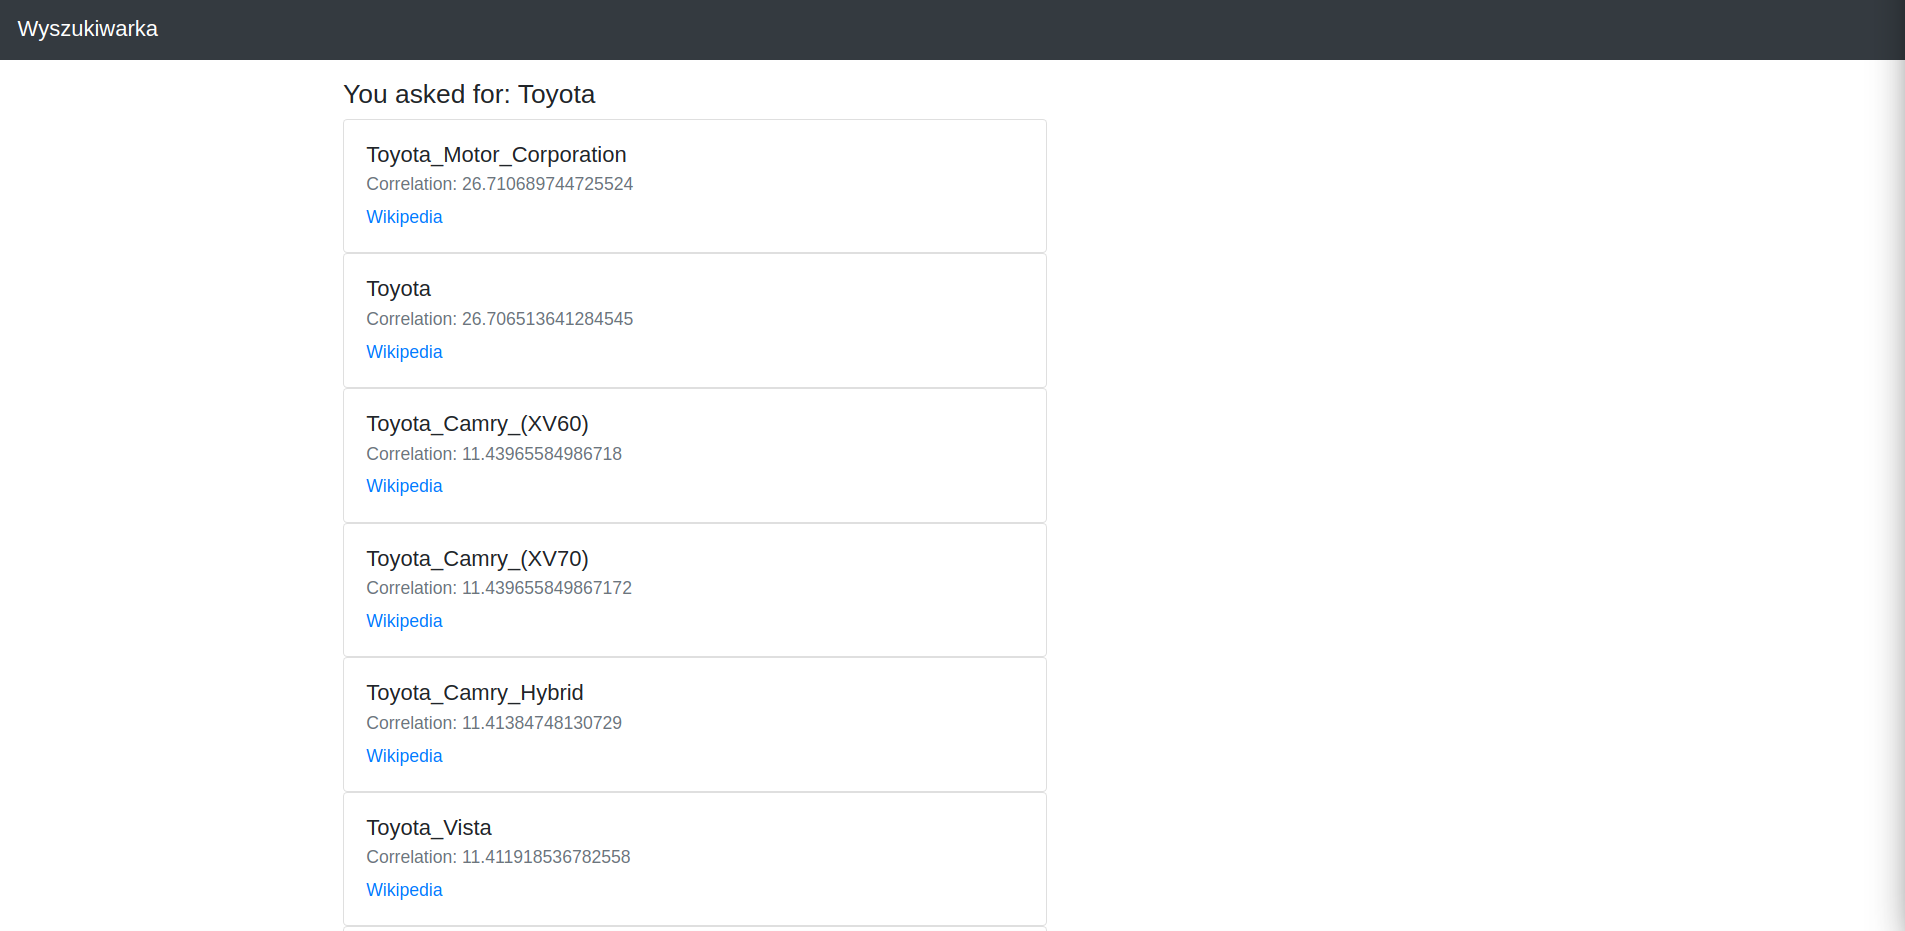 Wyszukiwarka
You asked for: Toyota
Toyota_Motor_Corporation
Correlation: 26.710689744725524
Wikipedia
Toyota
Correlation: 26.706513641284545
Wikipedia
Toyota_Camry_(XV60)
Correlation: 11.43965584986718
Wikipedia
Toyota_Camry_(XV70)
Correlation: 11.439655849867172
Wikipedia
Toyota_Camry_Hybrid
Correlation: 11.41384748130729
Wikipedia
Toyota_Vista
Correlation: 11.411918536782558
Wikipedia